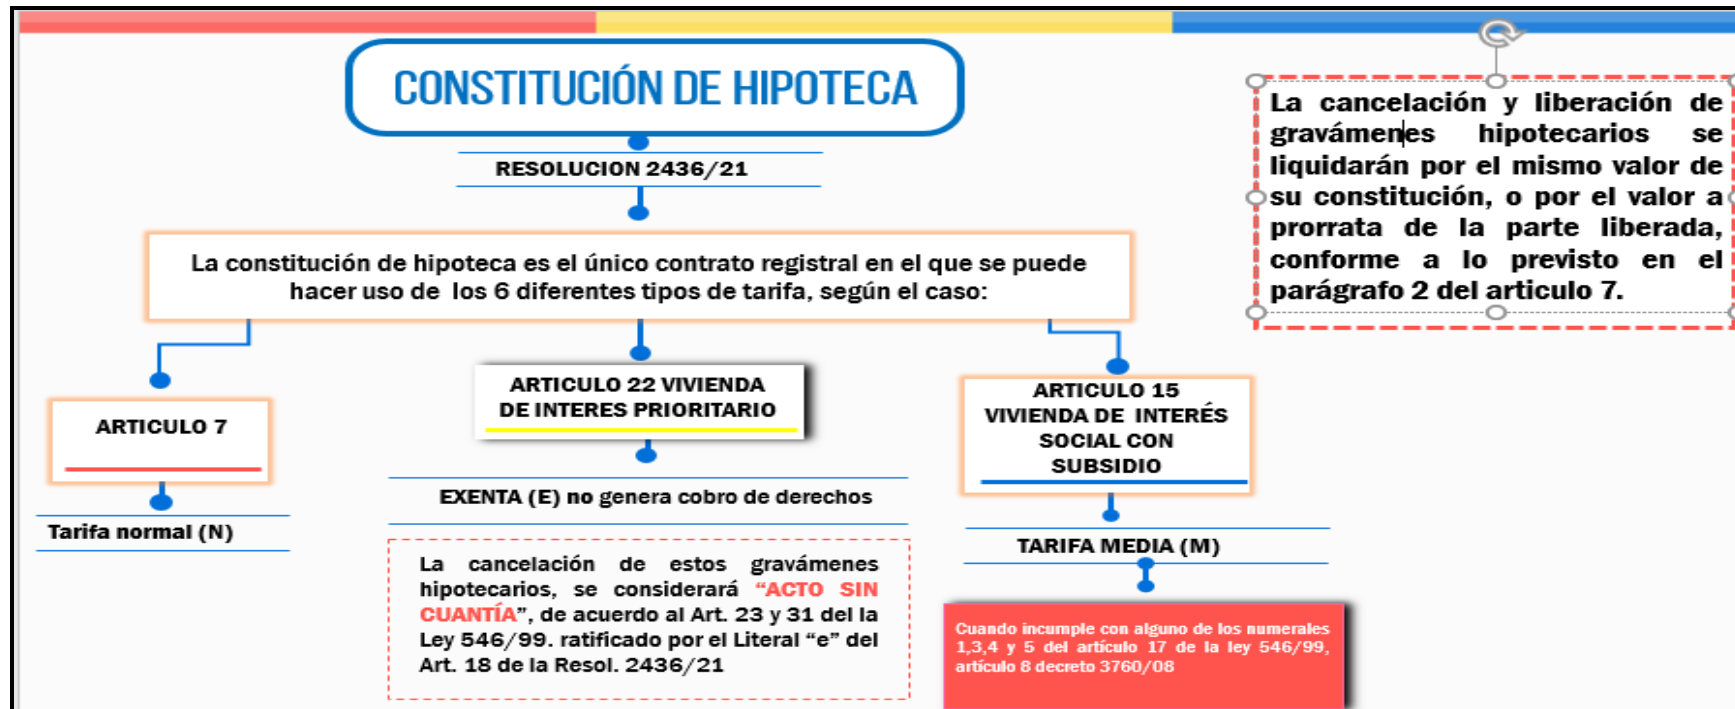 CONSTITUCIÓN DE HIPOTECA
RESOLUCION 2436/21
La constitución de hipoteca es el único contrato registral en el que se puede
hacer uso de los 6 diferentes tipos de tarifa, según el caso:
La cancelación y liberación de
gravámenes hipotecarios se
liquidarán por el mismo valor de
su constitución, o por el valor a
prorrata de la parte liberada,
conforme a lo previsto en el
parágrafo 2 del articulo 7.
ARTICULO 7
Tarifa normal (N)
ARTICULO 22 VIVIENDA
DE INTERES PRIORITARIO
EXENTA (E) no genera cobro de derechos
La cancelación de estos gravámenes
hipotecarios, se considerará “ACTO SIN
CUANTÍA”, de acuerdo al Art. 23 y 31 del la
Ley 546/99. ratificado por el Literal “e” del
Art. 18 de la Resol. 2436/21
ARTICULO 15
VIVIENDA DE INTERÉS
SOCIAL CON
SUBSIDIO
TARIFA MEDIA (M)
Cuando incumple con alguno de los numerales
1,3,4 y 5 del artículo 17 de la ley 546/99,
artículo 8 decreto 3760/08